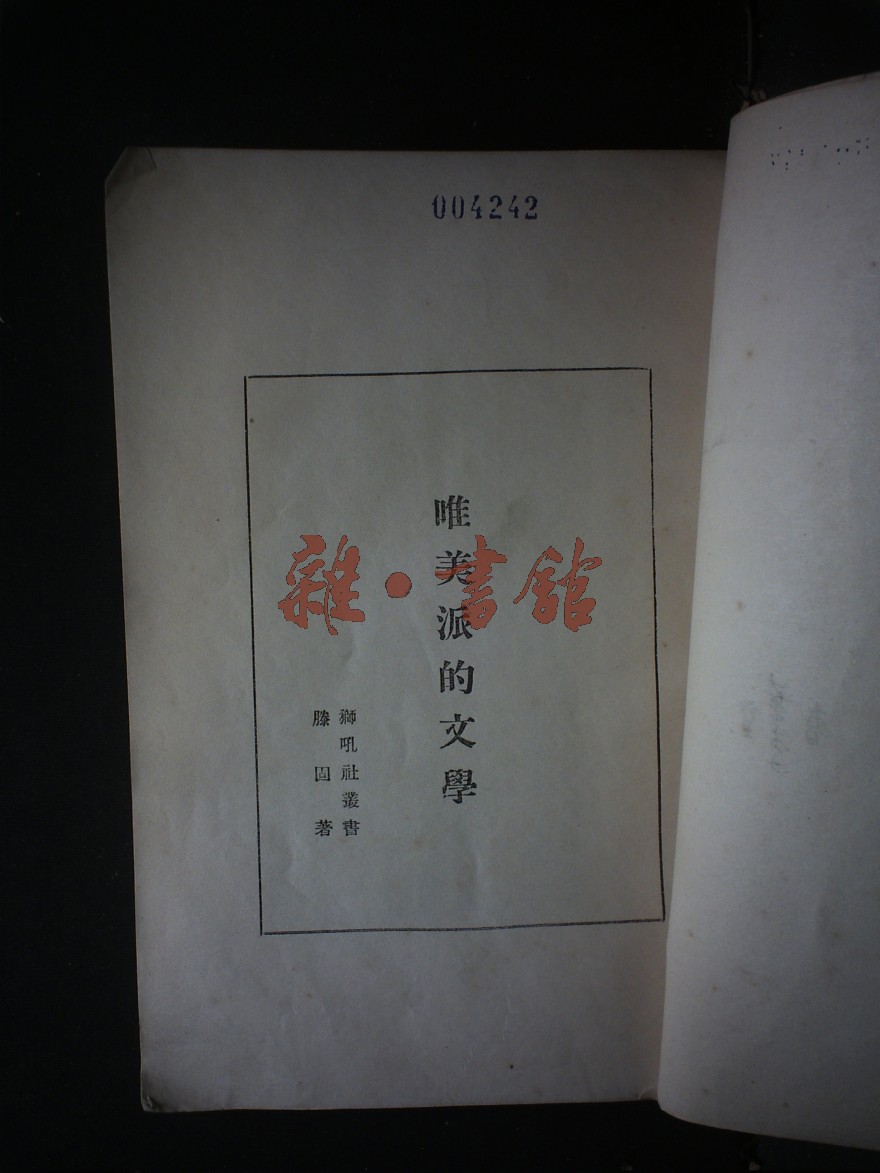 004242
唯美派的文學
雜·書館
獅吼社叢書
滕固著